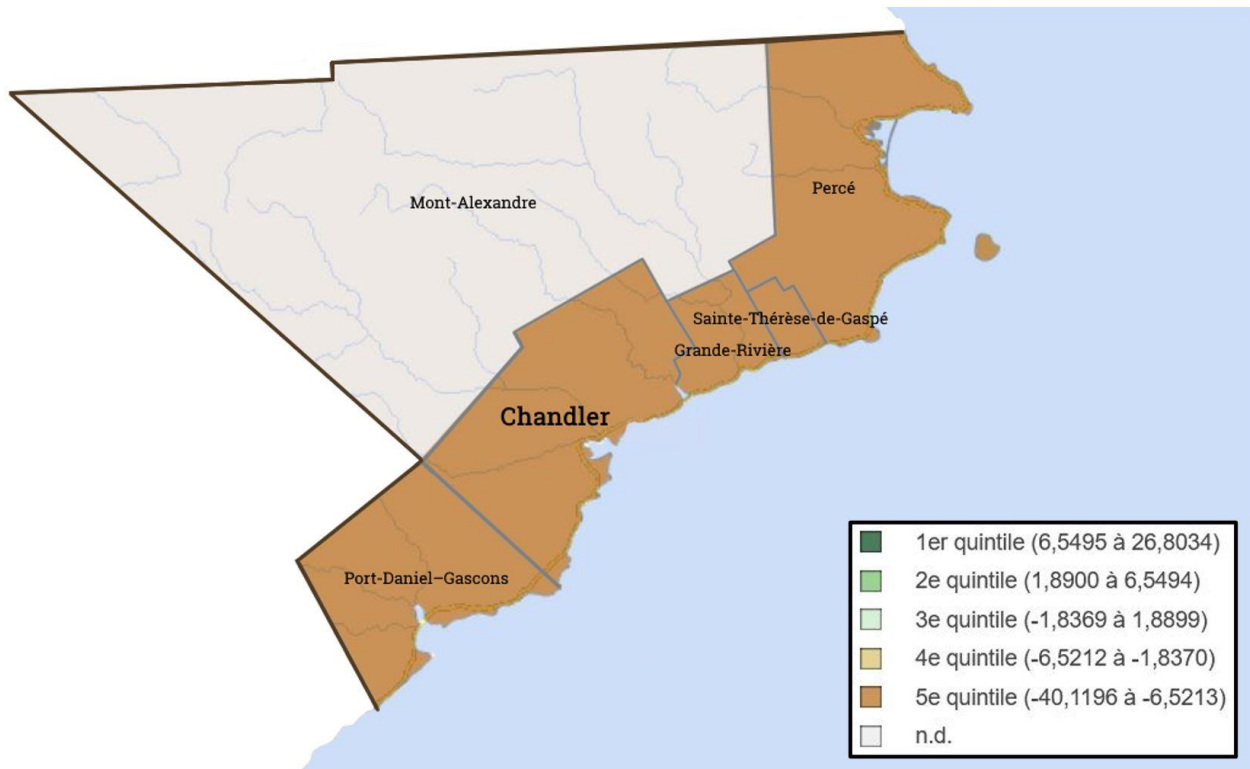 Mont-Alexandre
Percé
Sainte-Thérèse-de-Gaspé
Grande-Rivière
Chandler
Port-Daniel–Gascons
1er quintile (6,5495 à 26,8034)
2e quintile (1,8900 à 6,5494)
3e quintile (-1,8369 à 1,8899)
4e quintile (-6,5212 à -1,8370)
5e quintile (-40,1196 à -6,5213)
n.d.